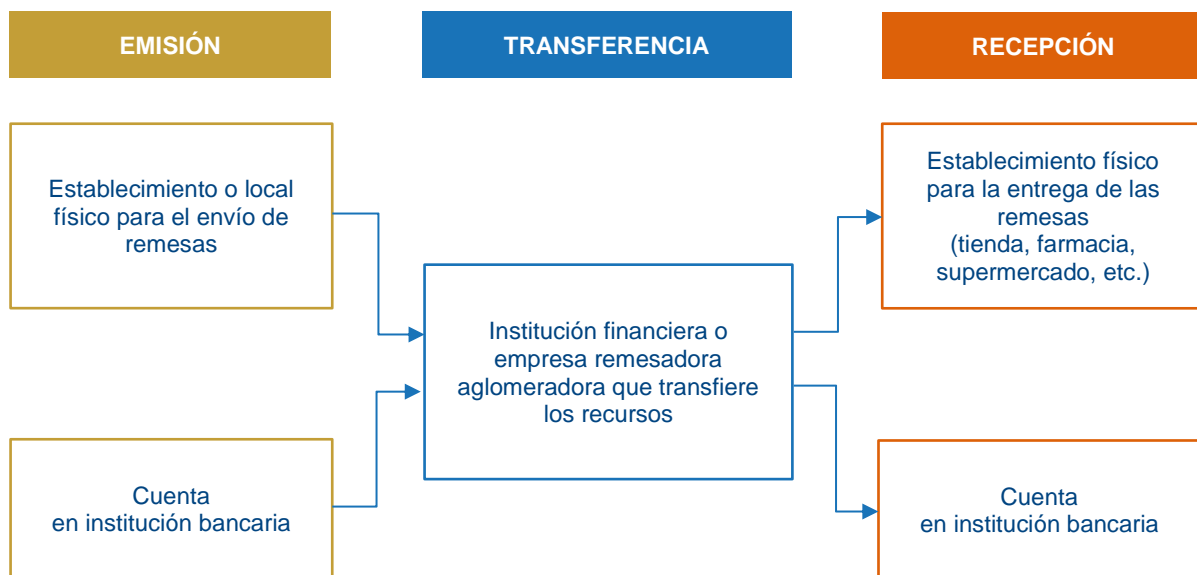 EMISIÓN
TRANSFERENCIA
RECEPCIÓN
Establecimiento o local
físico para el envío de
remesas
Establecimiento físico
para la entrega de las
remesas
(tienda, farmacia,
supermercado, etc.)
Institución financiera o
empresa remesadora
aglomeradora que transfiere
los recursos
Cuenta
en institución bancaria
Cuenta
en institución bancaria